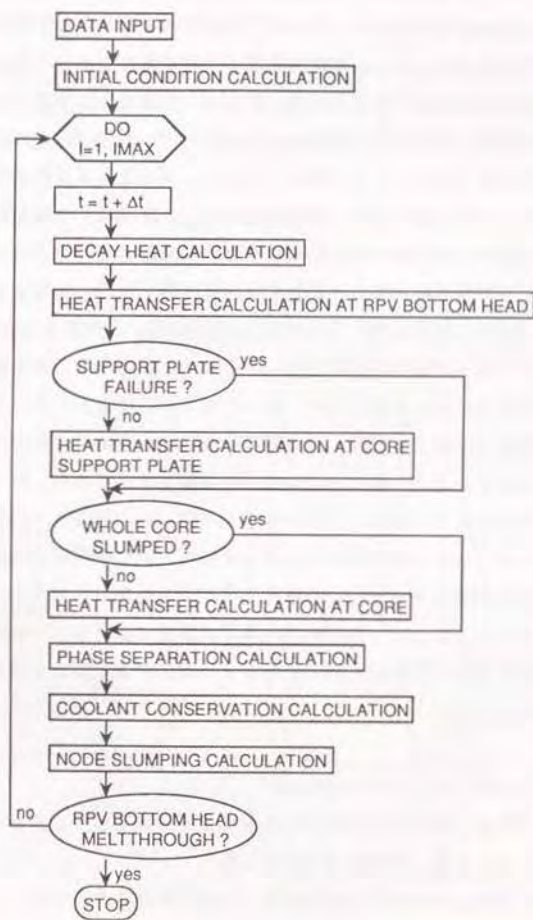 DATA INPUT
INITIAL CONDITION CALCULATION
DO
I=1, IMAX
t = t + Δt
DECAY HEAT CALCULATION
HEAT TRANSFER CALCULATION AT RPV BOTTOM HEAD
SUPPORT PLATE
FAILURE ?
yes
no
HEAT TRANSFER CALCULATION AT CORE
SUPPORT PLATE
WHOLE CORE
SLUMPED ?
yes
no
HEAT TRANSFER CALCULATION AT CORE
PHASE SEPARATION CALCULATION
COOLANT CONSERVATION CALCULATION
NODE SLUMPING CALCULATION
no
RPV BOTTOM HEAD
MELTTHROUGH ?
yes
STOP